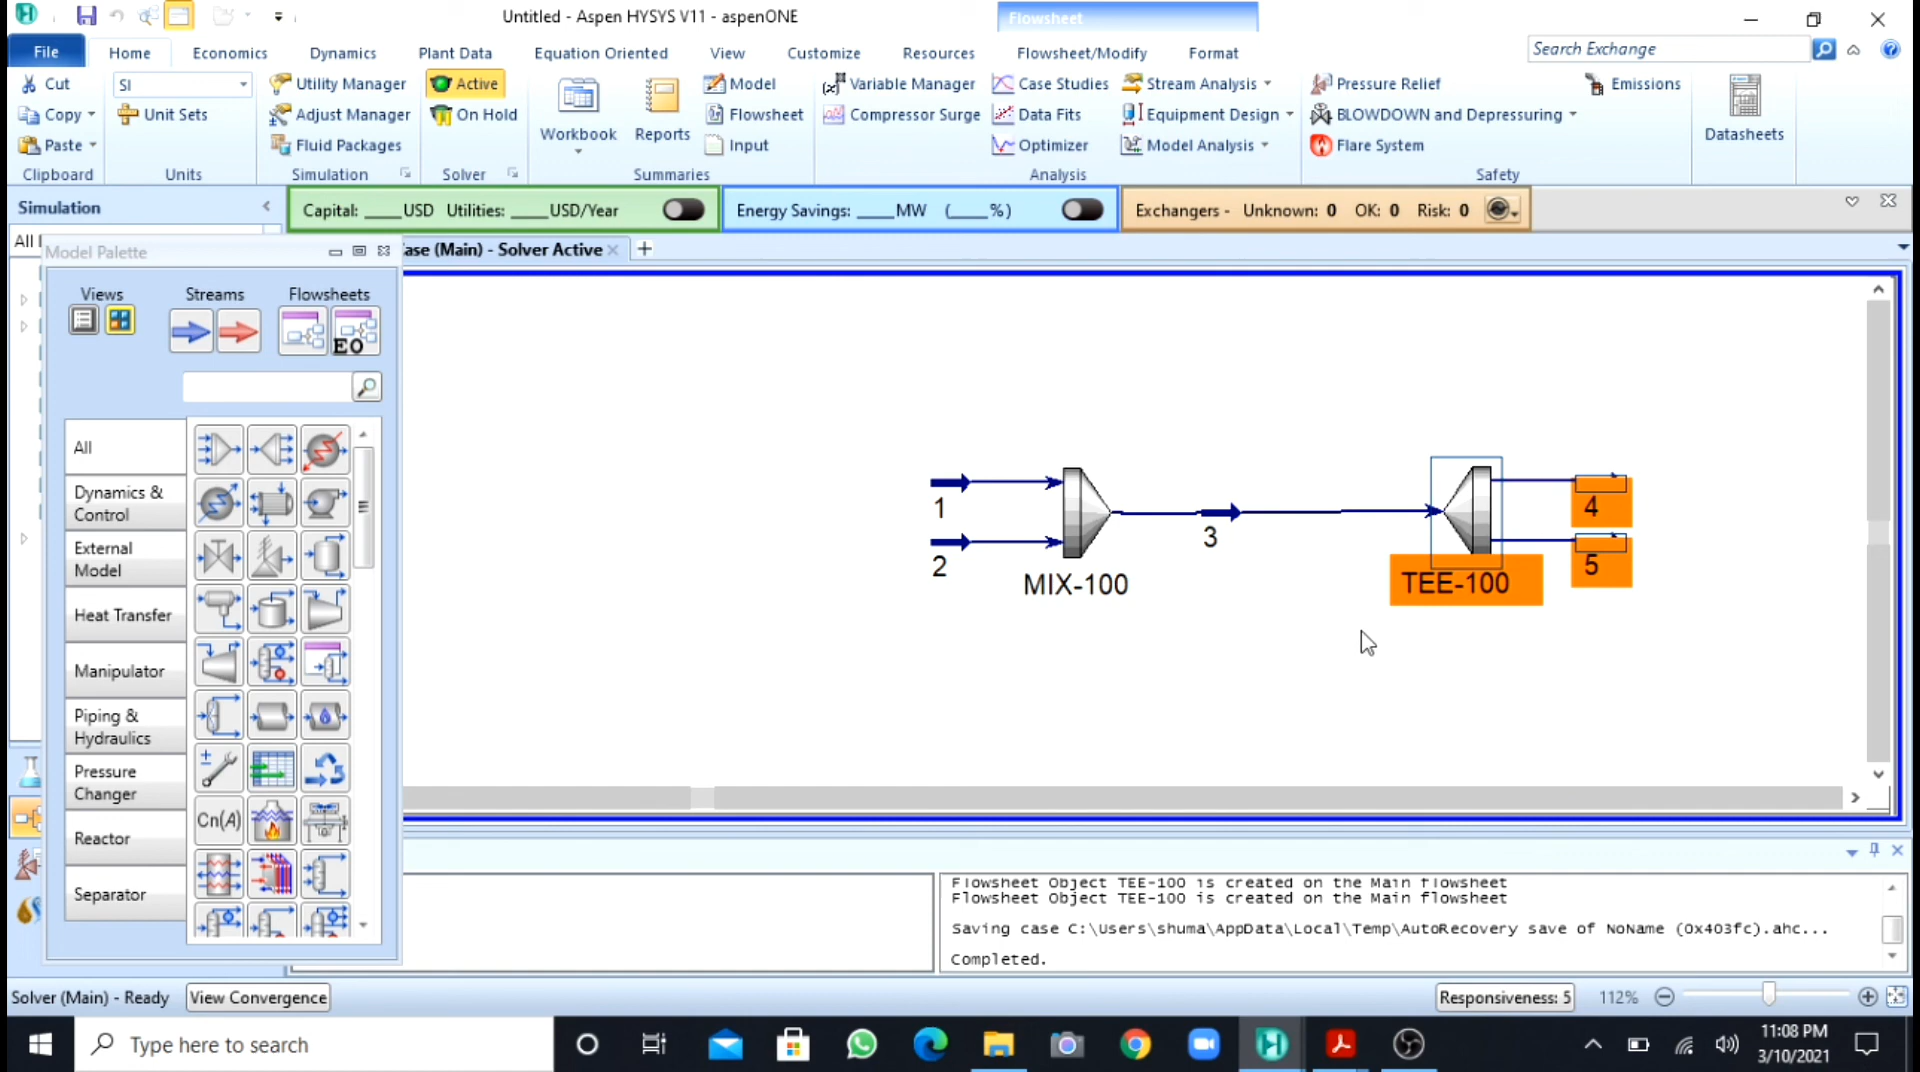 Untitled - Aspen HYSYS V11 - aspenONE
Flowsheet
File Home Economics Dynamics Plant Data Equation Oriented View Customize Resources Flowsheet/Modify Format
Search Exchange
Cut
Copy
Paste
Clipboard
SI
Unit Sets
Units
Utility Manager
Adjust Manager
Fluid Packages
Simulation
Active
On Hold
Solver
Workbook
Reports
Model
Flowsheet
Input
Summaries
Variable Manager
Compressor Surge
Case Studies
Data Fits
Optimizer
Stream Analysis
Equipment Design
Model Analysis
Analysis
Pressure Relief
BLOWDOWN and Depressuring
Flare System
Emissions
Safety
Datasheets
Simulation
Capital: ____USD Utilities: ____USD/Year
Energy Savings: ____MW (____%)
Exchangers - Unknown: 0 OK: 0 Risk: 0
All
Model Palette
ase (Main) - Solver Active
Views
Streams
Flowsheets
EO
All
Dynamics &
Control
External
Model
Heat Transfer
Manipulator
Piping &
Hydraulics
Pressure
Changer
Reactor
Separator
Cn(A)
1
2
MIX-100
3
TEE-100
4
5
Flowsheet Object TEE-100 is created on the Main flowsheet
Flowsheet Object TEE-100 is created on the Main flowsheet
Saving case C:\Users\shuma\AppData\Local\Temp\AutoRecovery save of NoName (0x403fc).ahc...
Completed.
Solver (Main) - Ready
View Convergence
Responsiveness: 5
112%
Type here to search
11:08 PM
3/10/2021